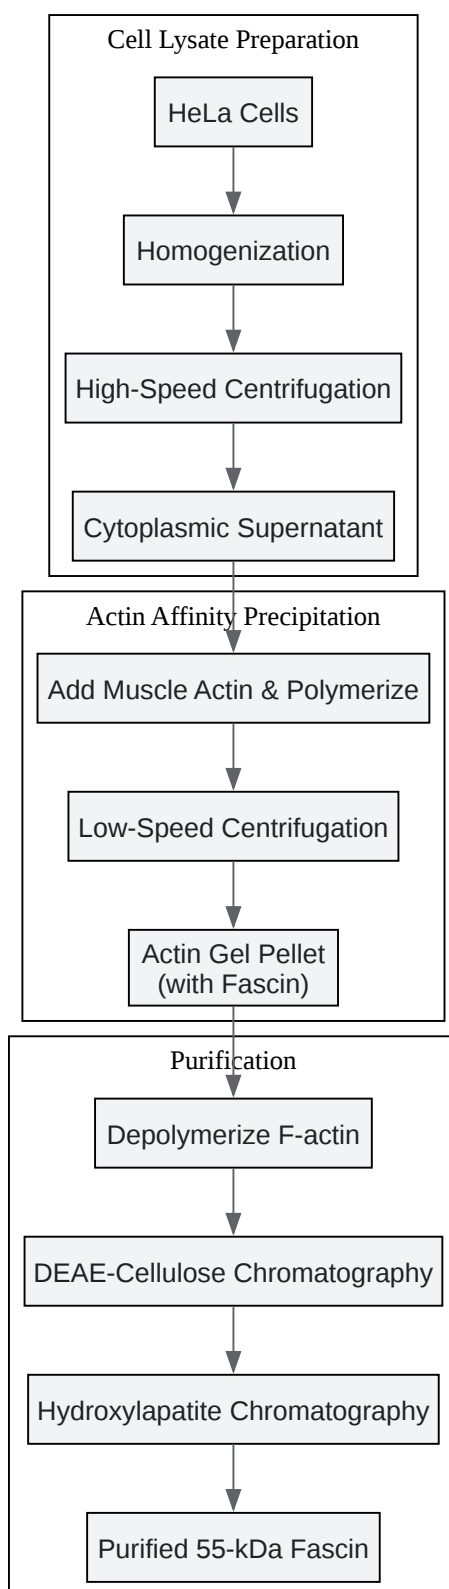 Cell Lysate Preparation
HeLa Cells
Homogenization
High-Speed Centrifugation
Cytoplasmic Supernatant
Actin Affinity Precipitation
Add Muscle Actin & Polymerize
Low-Speed Centrifugation
Actin Gel Pellet
(with Fascin)
Purification
Depolymerize F-actin
DEAE-Cellulose Chromatography
Hydroxylapatite Chromatography
Purified 55-kDa Fascin